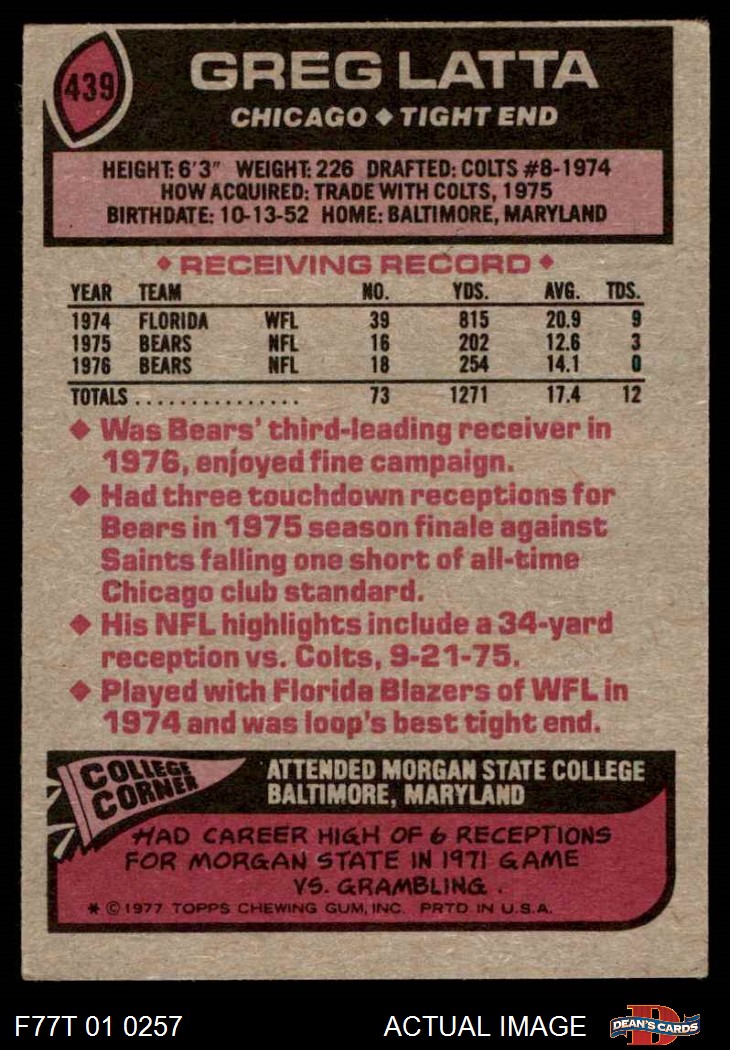 439
GREG LATTA
CHICAGO ◆ TIGHT END
HEIGHT: 6'3" WEIGHT: 226 DRAFTED: COLTS #8-1974
HOW ACQUIRED: TRADE WITH COLTS, 1975
BIRTHDATE: 10-13-52 HOME: BALTIMORE, MARYLAND
◆ RECEIVING RECORD ◆
YEAR TEAM NO. YDS. AVG. TDS.
1974 FLORIDA WFL 39 815 20.9 9
1975 BEARS NFL 16 202 12.6 3
1976 BEARS NFL 18 254 14.1 0
TOTALS ............... 73 1271 17.4 12
◆ Was Bears' third-leading receiver in
1976, enjoyed fine campaign.
◆ Had three touchdown receptions for
Bears in 1975 season finale against
Saints falling one short of all-time
Chicago club standard.
◆ His NFL highlights include a 34-yard
reception vs. Colts, 9-21-75.
◆ Played with Florida Blazers of WFL in
1974 and was loop's best tight end.
COLLEGE
CORNER
ATTENDED MORGAN STATE COLLEGE
BALTIMORE, MARYLAND
HAD CAREER HIGH OF 6 RECEPTIONS
FOR MORGAN STATE IN 1971 GAME
VS. GRAMBLING.
* © 1977 TOPPS CHEWING GUM, INC. PRTD IN U.S.A.
F77T 01 0257 ACTUAL IMAGE
D
DEAN'S CARDS